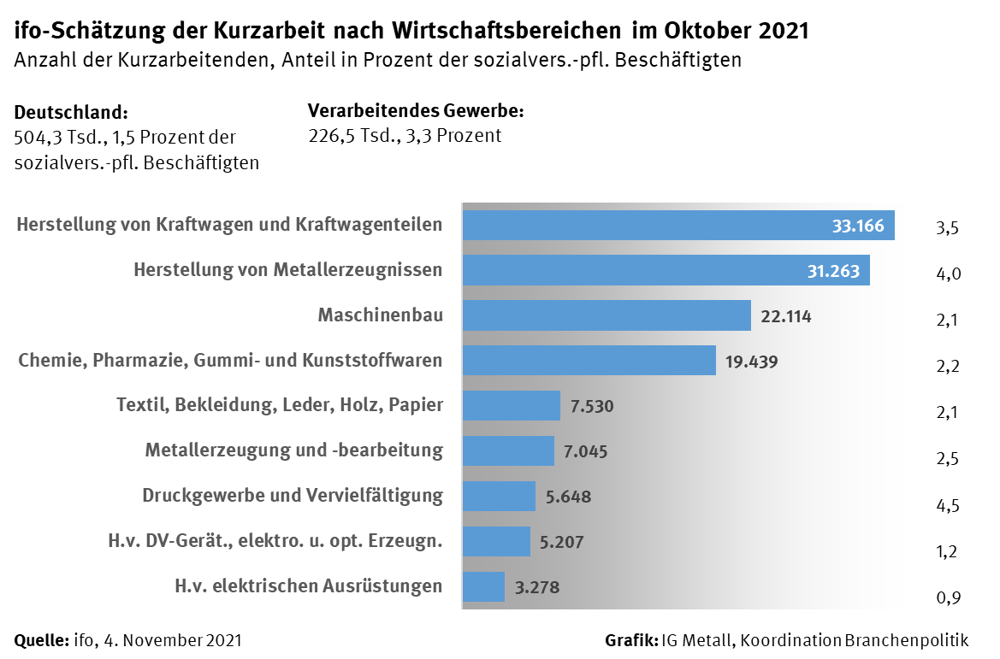 ifo-Schätzung der Kurzarbeit nach Wirtschaftsbereichen im Oktober 2021
Anzahl der Kurzarbeitenden, Anteil in Prozent der sozialvers.-pfl. Beschäftigten
Deutschland:
504,3 Tsd., 1,5 Prozent der
sozialvers.-pfl. Beschäftigten
Verarbeitendes Gewerbe:
226,5 Tsd., 3,3 Prozent
Herstellung von Kraftwagen und Kraftwagenteilen 33.166 3,5
Herstellung von Metallerzeugnissen 31.263 4,0
Maschinenbau 22.114 2,1
Chemie, Pharmazie, Gummi- und Kunststoffwaren 19.439 2,2
Textil, Bekleidung, Leder, Holz, Papier 7.530 2,1
Metallerzeugung und -bearbeitung 7.045 2,5
Druckgewerbe und Vervielfältigung 5.648 4,5
H.v. DV-Gerät., elektro. u. opt. Erzeugn. 5.207 1,2
H.v. elektrischen Ausrüstungen 3.278 0,9
Quelle: ifo, 4. November 2021
Grafik: IG Metall, Koordination Branchenpolitik